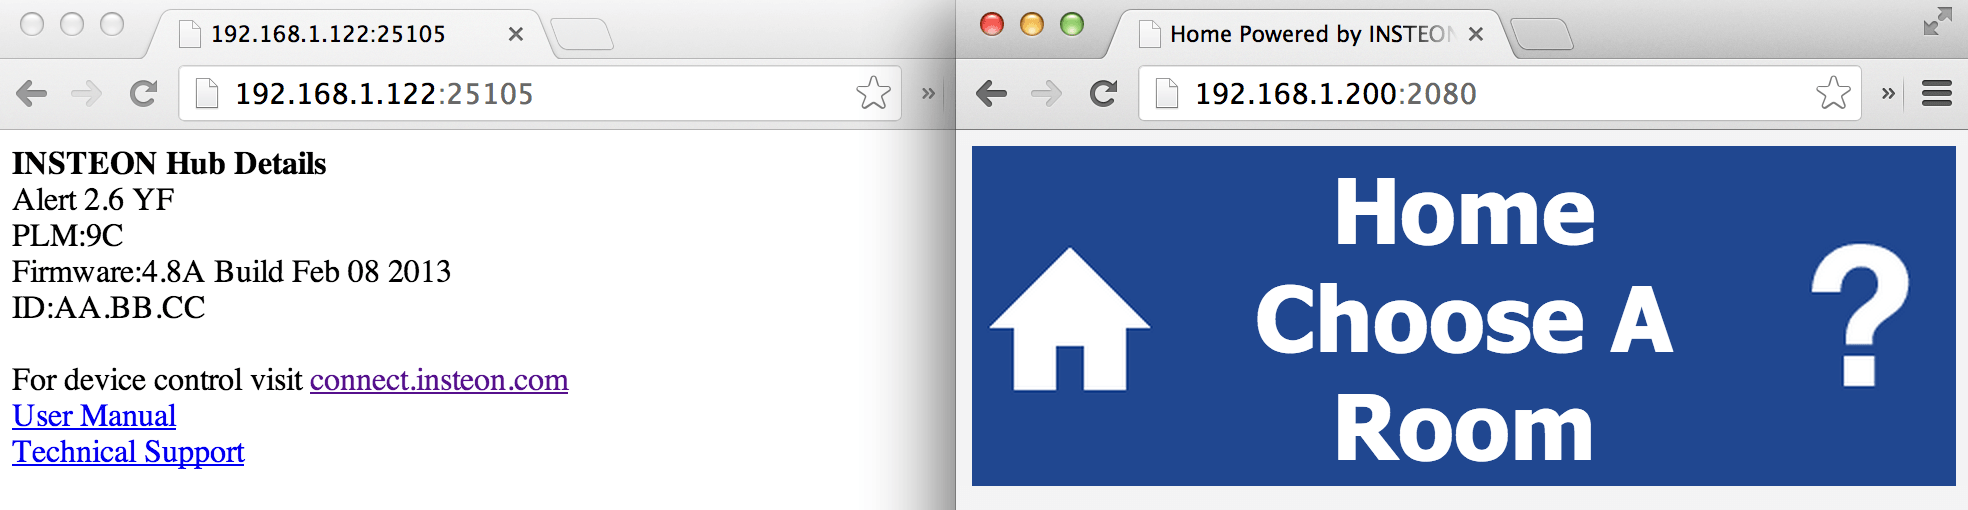 192.168.1.122:25105
192.168.1.122:25105
»
INSTEON Hub Details
Alert 2.6 YF
PLM:9C
Firmware:4.8A Build Feb 08 2013
ID:AA.BB.CC
For device control visit connect.insteon.com
User Manual
Technical Support
Home Powered by INSTEON
192.168.1.200:2080
»
Home
Choose A
Room
?